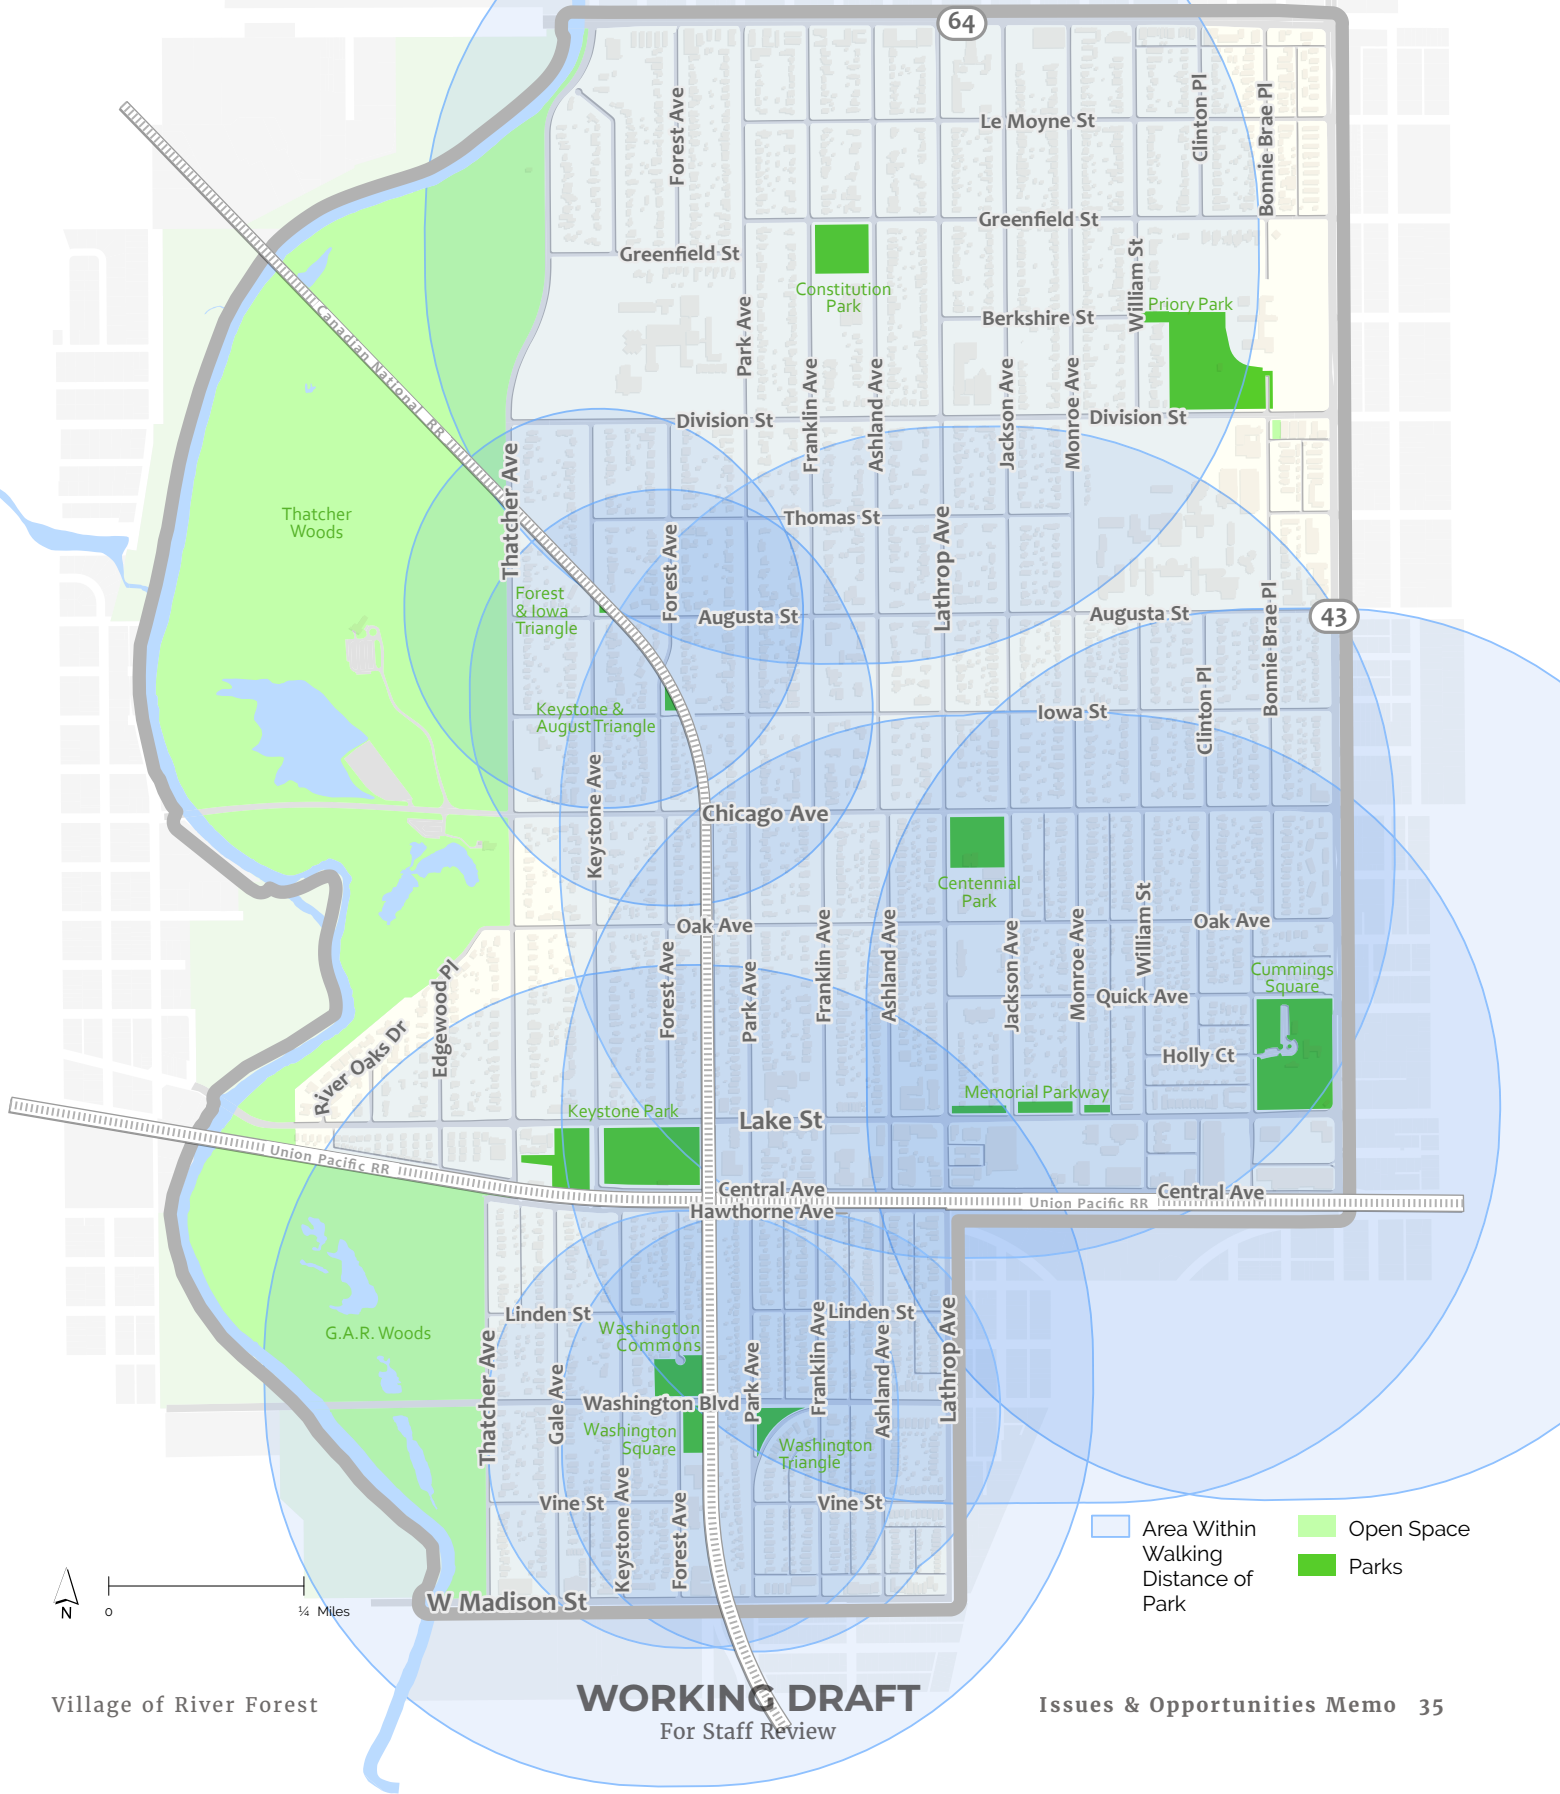 64
Forest Ave
Clinton Pl
Bonnie Brae Pl
Le Moyne St
Greenfield St
Greenfield St
Constitution
Park
William St
Priory Park
Berkshire St
Park Ave
Canadian National RR
Franklin Ave
Ashland Ave
Jackson Ave
Monroe Ave
Division St
Division St
Thatcher Ave
Thatcher
Woods
Thomas St
Lathrop Ave
Forest Ave
Forest
& Iowa
Triangle
Augusta St
Augusta St
Bonnie Brae Pl
43
Keystone &
August Triangle
Iowa St
Clinton Pl
Keystone Ave
Chicago Ave
Centennial
Park
William St
Oak Ave
Oak Ave
Forest Ave
Park Ave
Franklin Ave
Ashland Ave
Jackson Ave
Monroe Ave
Cummings
Square
Quick Ave
Edgewood Pl
River Oaks Dr
Holly Ct
Memorial Parkway
Keystone Park
Lake St
Union Pacific RR
Central Ave
Central Ave
Hawthorne Ave
Union Pacific RR
Linden St
Linden St
Washington
Commons
G.A.R. Woods
Thatcher Ave
Gale Ave
Park Ave
Franklin Ave
Ashland Ave
Lathrop Ave
Washington Blvd
Washington
Square
Washington
Triangle
Vine St
Vine St
Keystone Ave
Forest Ave
W Madison St
Area Within
Walking
Distance of
Park
Open Space
Parks
N
0
¼ Miles
Village of River Forest
WORKING DRAFT
For Staff Review
Issues & Opportunities Memo 35